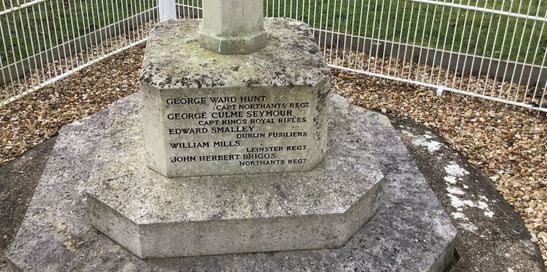 GEORGE WARD HUNT
CAPT NORTHANTS REGT
GEORGE CULME SEYMOUR
CAPT KINGS ROYAL RIFLES
EDWARD SMALLEY
DUBLIN FUSILIERS
WILLIAM MILLS
LEINSTER REGT
JOHN HERBERT BRIGGS
NORTHANTS REGT